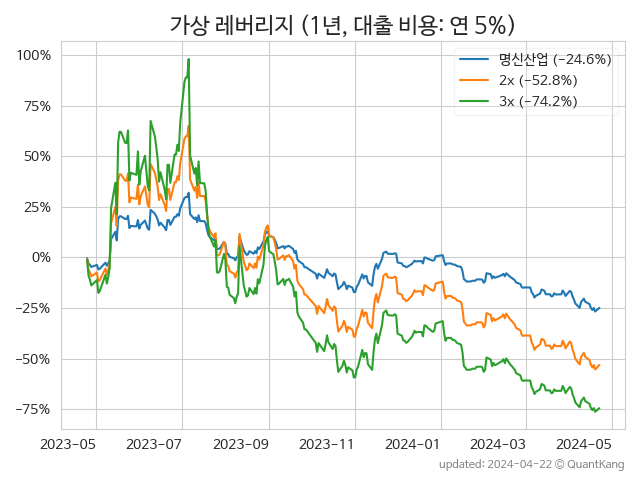 가상 레버리지 (1년, 대출 비용: 연 5%)
명신산업 (−24.6%)
2x (−52.8%)
3x (−74.2%)
100%
75%
50%
25%
0%
−25%
−50%
−75%
2023-05 2023-07 2023-09 2023-11 2024-01 2024-03 2024-05
updated: 2024-04-22 © QuantKang